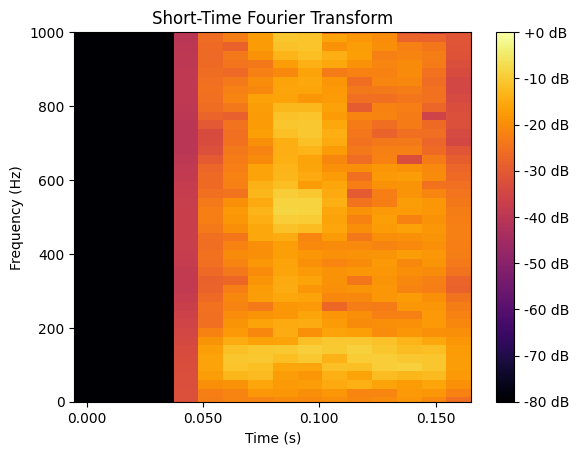 Short-Time Fourier Transform
1000
800
600
400
200
0
Frequency (Hz)
0.000
0.050
0.100
0.150
Time (s)
+0 dB
-10 dB
-20 dB
-30 dB
-40 dB
-50 dB
-60 dB
-70 dB
-80 dB